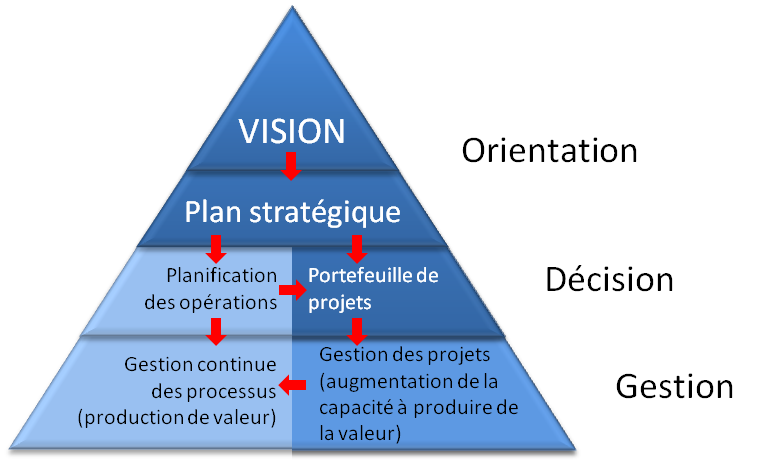 VISION
Orientation
Plan stratégique
Planification
des opérations
Portefeuille de
projets
Décision
Gestion continue
des processus
(production de valeur)
Gestion des projets
(augmentation de la
capacité à produire de
la valeur)
Gestion